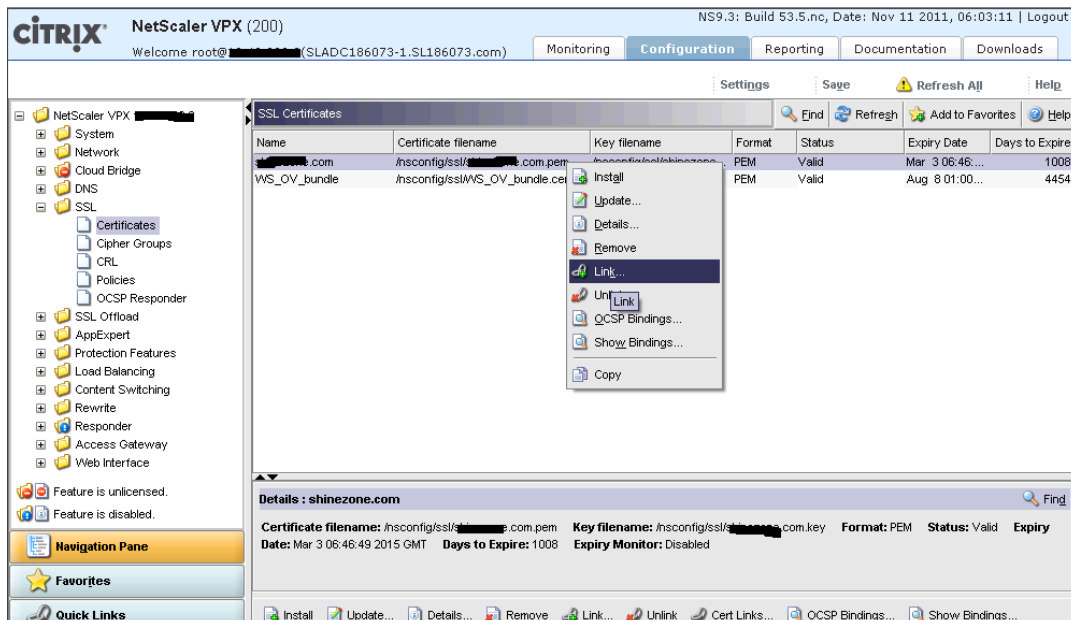 CITRIX
NetScaler VPX (200)
NS9.3: Build 53.5.nc, Date: Nov 11 2011, 06:03:11 | Logout
Welcome root@ (SLADC186073-1.SL186073.com)
Monitoring Configuration Reporting Documentation Downloads
Settings Save Refresh All Help
NetScaler VPX
System
Network
Cloud Bridge
DNS
SSL
Certificates
Cipher Groups
CRL
Policies
OCSP Responder
SSL Offload
AppExpert
Protection Features
Load Balancing
Content Switching
Rewrite
Responder
Access Gateway
Web Interface
Feature is unlicensed.
Feature is disabled.
Navigation Pane
Favorites
Quick Links
SSL Certificates Find Refresh Add to Favorites Help
Name Certificate filename Key filename Format Status Expiry Date Days to Expire
.com /nsconfig/ssl/ .com.pem /nsconfig/ssl/shinezone... PEM Valid Mar 3 06:46:... 1008
WS_OV_bundle /nsconfig/ssl/WS_OV_bundle.cer PEM Valid Aug 8 01:00... 4454
Install
Update...
Details...
Remove
Link...
Link
OCSP Bindings...
Show Bindings...
Copy
Details : shinezone.com Find
Certificate filename: /nsconfig/ssl/ .com.pem Key filename: /nsconfig/ssl/ .com.key Format: PEM Status: Valid Expiry
Date: Mar 3 06:46:49 2015 GMT Days to Expire: 1008 Expiry Monitor: Disabled
Install Update... Details... Remove Link... Unlink Cert Links... OCSP Bindings... Show Bindings...